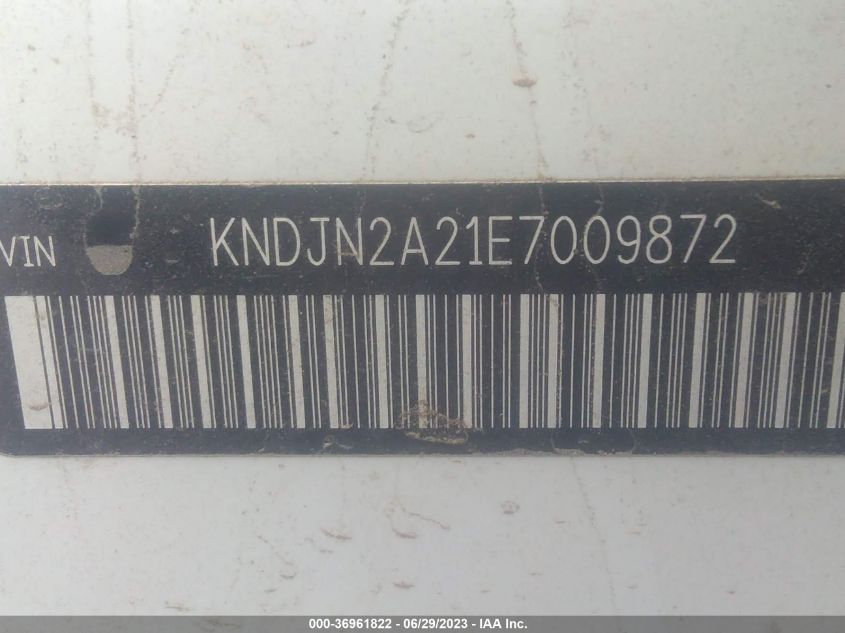 VIN KNDJN2A21E7009872
000-36961822 - 06/29/2023 - IAA Inc.